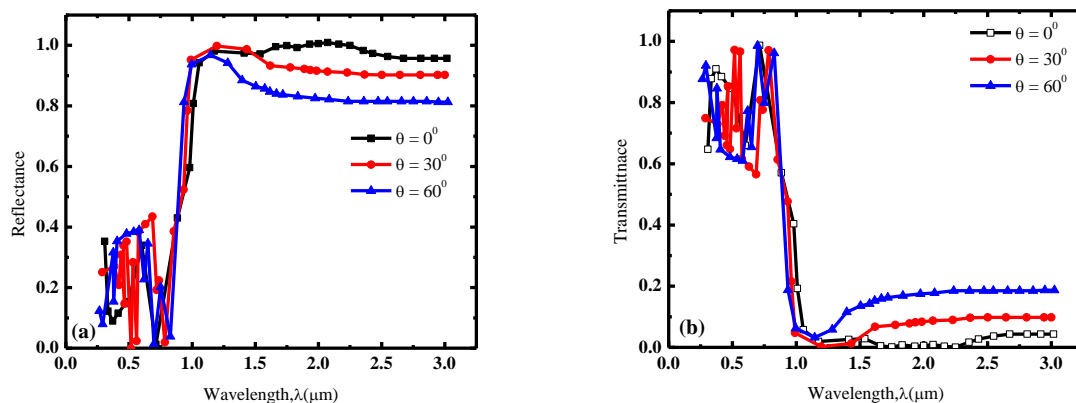 1.0
0.8
0.6
0.4
0.2
0.0
Reflectance
θ = 0⁰
θ = 30⁰
θ = 60⁰
(a)
0.0 0.5 1.0 1.5 2.0 2.5 3.0
Wavelength,λ(μm)
1.0
0.8
0.6
0.4
0.2
0.0
Transmittnace
θ = 0⁰
θ = 30⁰
θ = 60⁰
(b)
0.0 0.5 1.0 1.5 2.0 2.5 3.0
Wavelength,λ(μm)